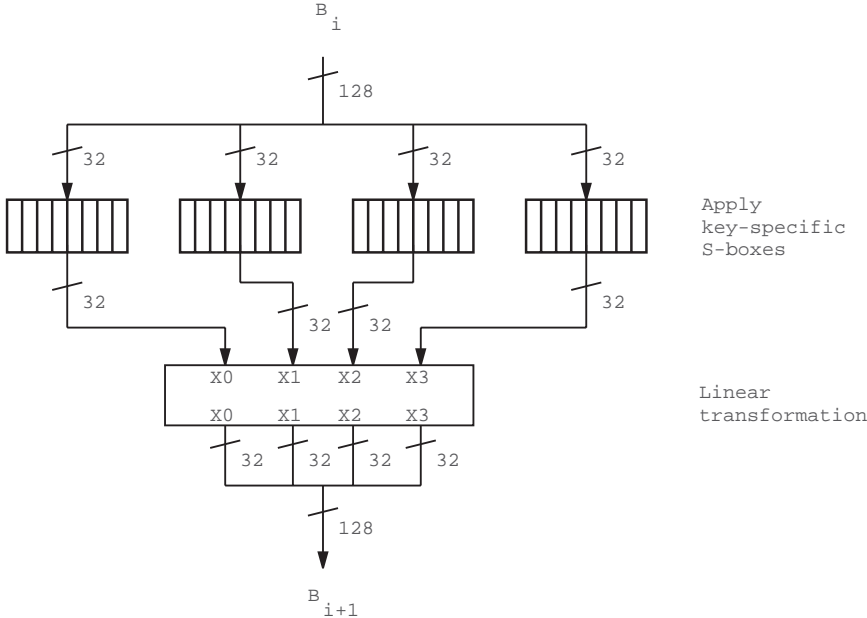 B
i
128
32 32 32 32
Apply
key-specific
S-boxes
32 32 32 32
X0 X1 X2 X3
Linear
X0 X1 X2 X3
transformation
32 32 32 32
128
B
i+1